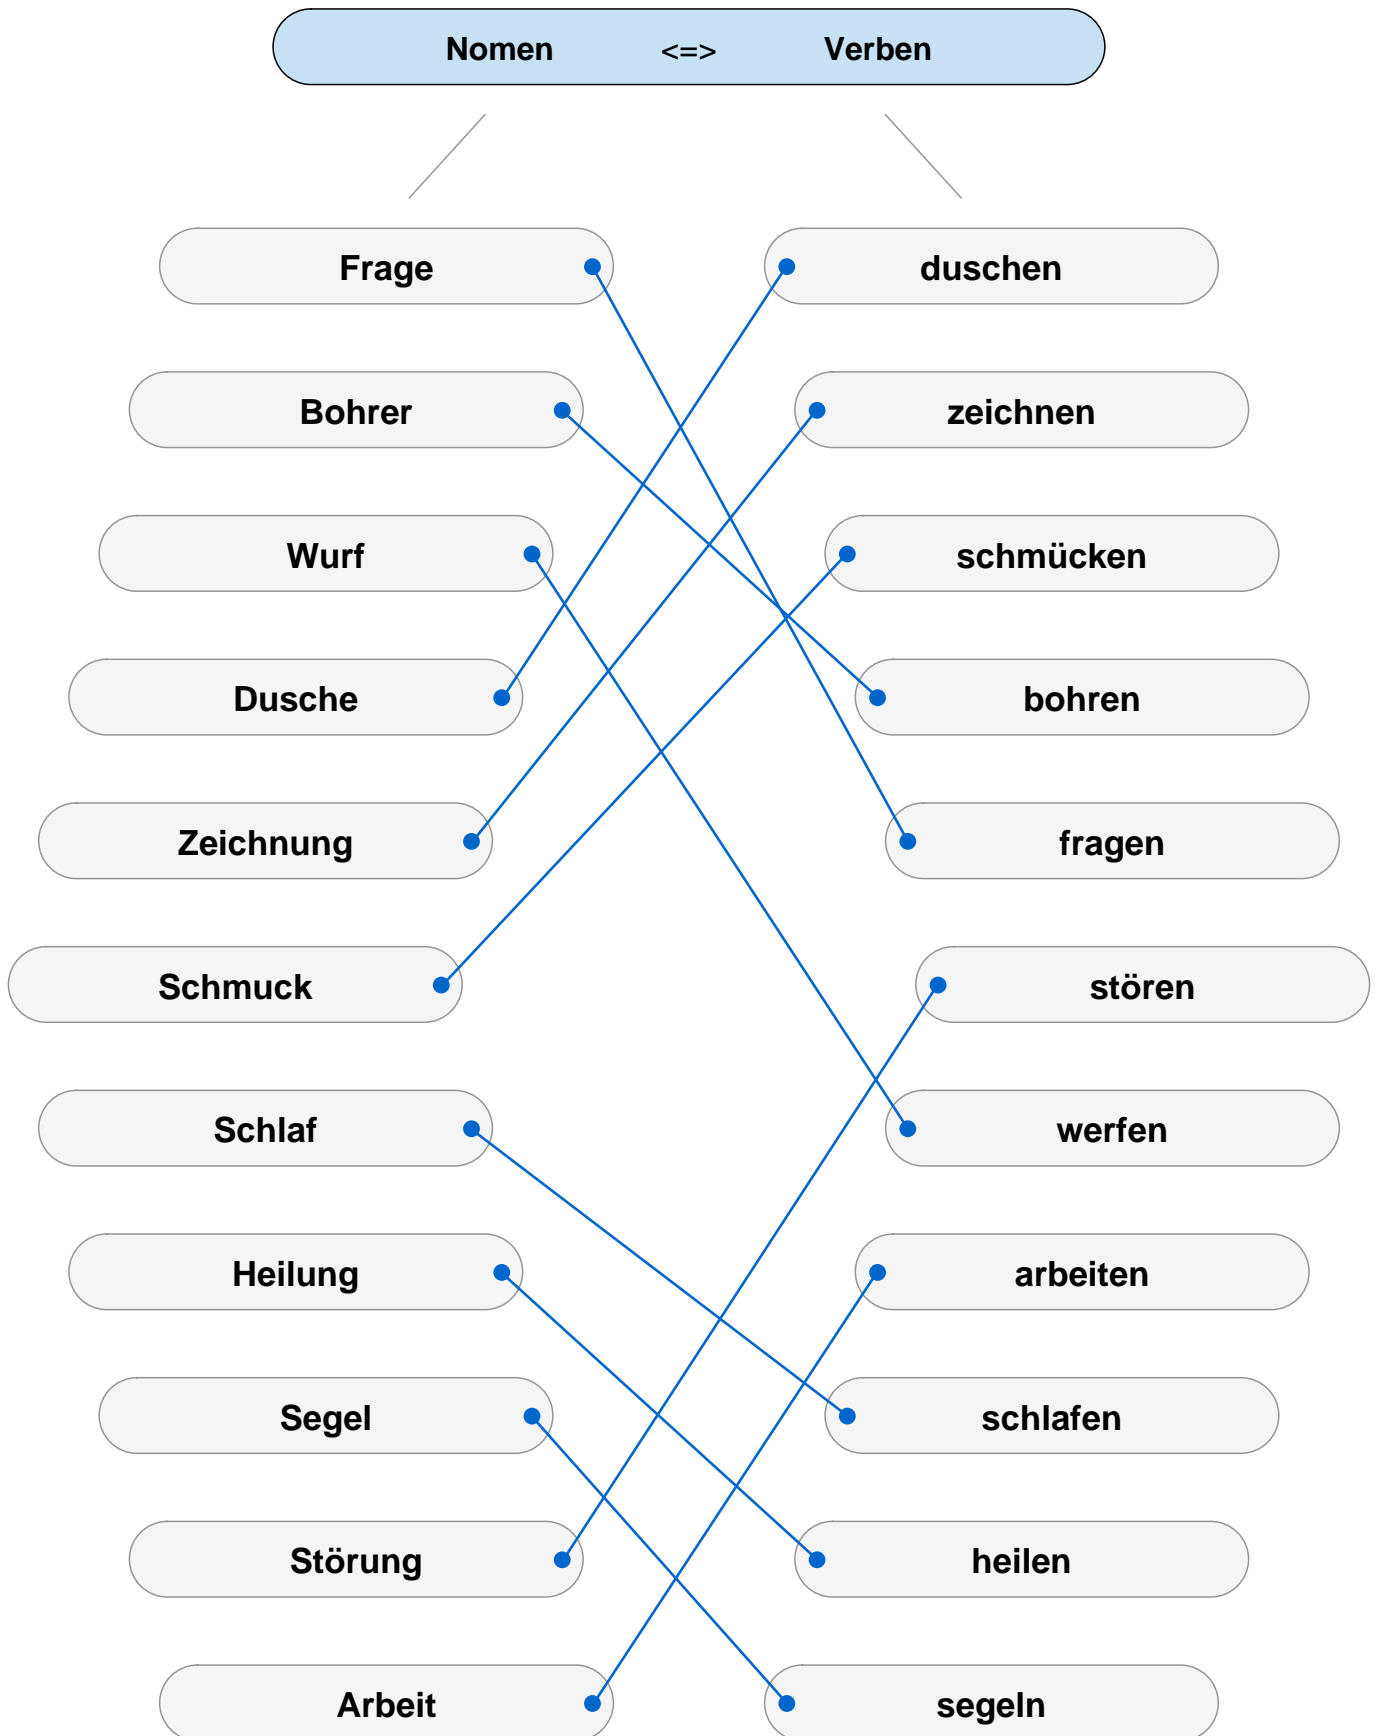 Nomen <=> Verben
Frage duschen
Bohrer zeichnen
Wurf schmücken
Dusche bohren
Zeichnung fragen
Schmuck stören
Schlaf werfen
Heilung arbeiten
Segel schlafen
Störung heilen
Arbeit segeln